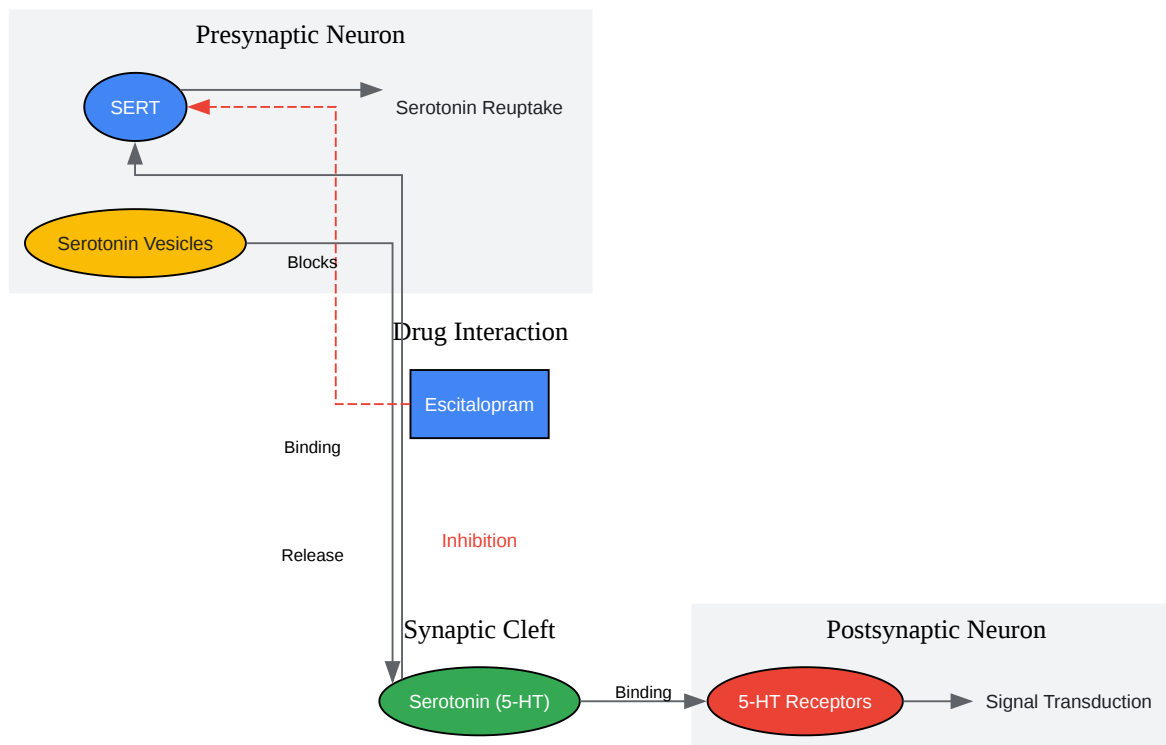 Presynaptic Neuron
SERT
Serotonin Reuptake
Serotonin Vesicles
Blocks
Drug Interaction
Escitalopram
Binding
Inhibition
Release
Synaptic Cleft
Postsynaptic Neuron
Serotonin (5-HT)
Binding
5-HT Receptors
Signal Transduction